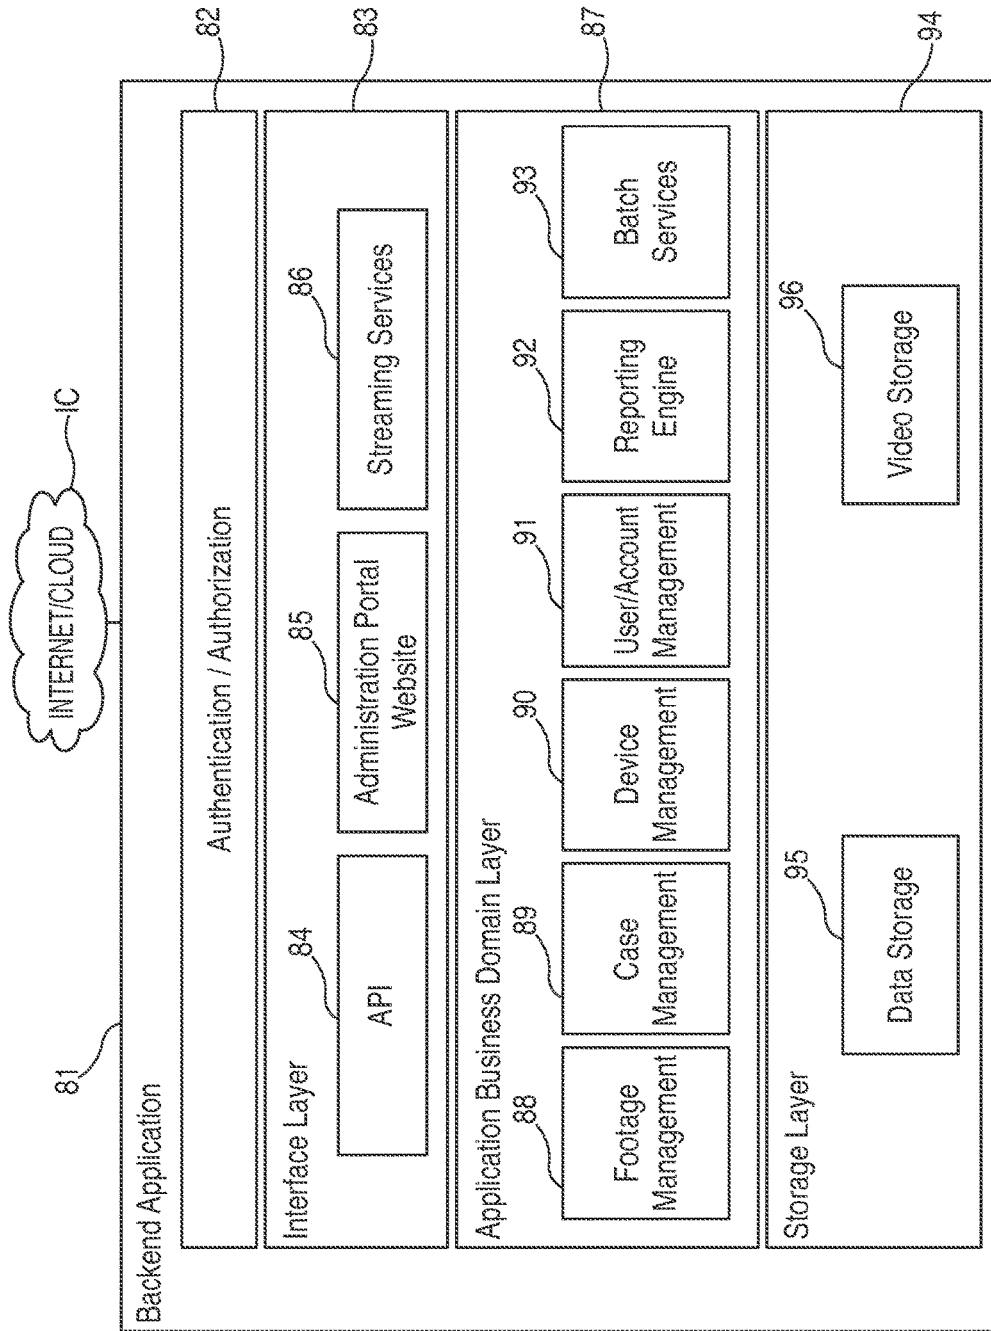 INTERNET/CLOUD
IC
81
Backend Application
82
Authentication / Authorization
83
Interface Layer
84
API
85
Administration Portal
Website
86
Streaming Services
87
Application Business Domain Layer
88
Footage
Management
89
Case
Management
90
Device
Management
91
User/Account
Management
92
Reporting
Engine
93
Batch
Services
94
Storage Layer
95
Data Storage
96
Video Storage